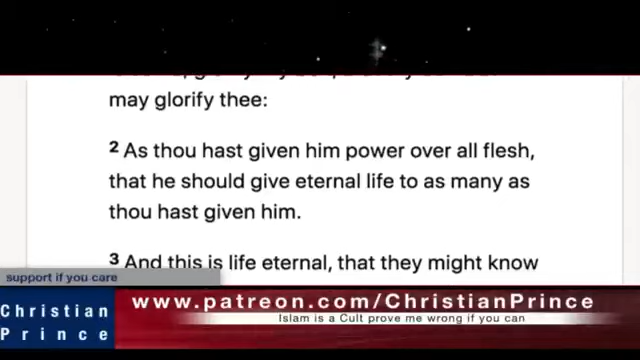 may glorify thee:
2 As thou hast given him power over all flesh,
that he should give eternal life to as many as
thou hast given him.
3 And this is life eternal, that they might know
support if you care
Christian
Prince
www.patreon.com/ChristianPrince
Islam is a Cult prove me wrong if you can